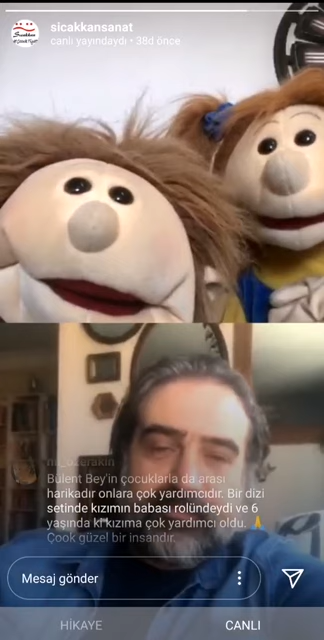 sicakkansanat
canlı yayındaydı • 38d önce
Sıcakkan
Bülent Bey'in çocuklarla da arası
harikadır onlara çok yardımcıdır. Bir dizi
setinde kızımın babası rolündeydi ve 6
yaşında ki kızıma çok yardımcı oldu. 🙏
Çook güzel bir insandır.
Mesaj gönder
HİKAYE
CANLI